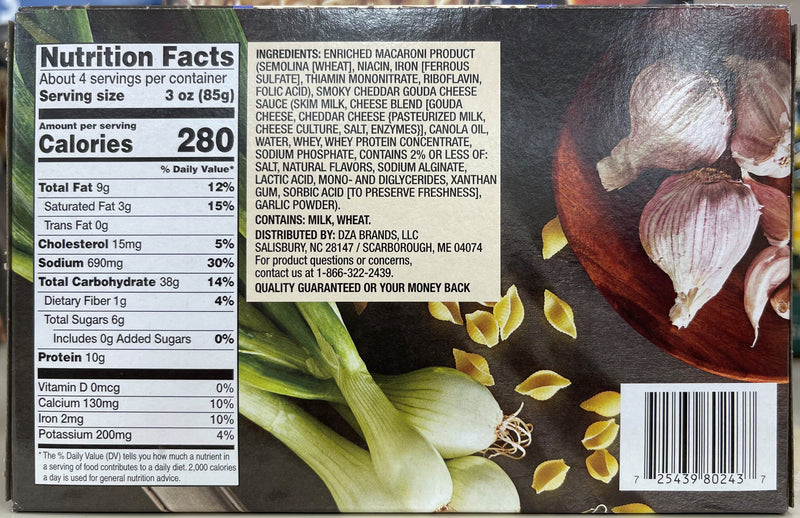 Nutrition Facts
About 4 servings per container
Serving size 3 oz (85g)
Amount per serving
Calories 280
% Daily Value*
Total Fat 9g 12%
Saturated Fat 3g 15%
Trans Fat 0g
Cholesterol 15mg 5%
Sodium 690mg 30%
Total Carbohydrate 38g 14%
Dietary Fiber 1g 4%
Total Sugars 6g
Includes 0g Added Sugars 0%
Protein 10g
Vitamin D 0mcg 0%
Calcium 130mg 10%
Iron 2mg 10%
Potassium 200mg 4%
*The % Daily Value (DV) tells you how much a nutrient in
a serving of food contributes to a daily diet. 2,000 calories
a day is used for general nutrition advice.
INGREDIENTS: ENRICHED MACARONI PRODUCT
(SEMOLINA [WHEAT], NIACIN, IRON [FERROUS
SULFATE], THIAMIN MONONITRATE, RIBOFLAVIN,
FOLIC ACID), SMOKY CHEDDAR GOUDA CHEESE
SAUCE (SKIM MILK, CHEESE BLEND [GOUDA
CHEESE, CHEDDAR CHEESE {PASTEURIZED MILK,
CHEESE CULTURE, SALT, ENZYMES}], CANOLA OIL,
WATER, WHEY, WHEY PROTEIN CONCENTRATE,
SODIUM PHOSPHATE, CONTAINS 2% OR LESS OF:
SALT, NATURAL FLAVORS, SODIUM ALGINATE,
LACTIC ACID, MONO- AND DIGLYCERIDES, XANTHAN
GUM, SORBIC ACID [TO PRESERVE FRESHNESS],
GARLIC POWDER).
CONTAINS: MILK, WHEAT.
DISTRIBUTED BY: DZA BRANDS, LLC
SALISBURY, NC 28147 / SCARBOROUGH, ME 04074
For product questions or concerns,
contact us at 1-866-322-2439.
QUALITY GUARANTEED OR YOUR MONEY BACK
7 25439 80243 7